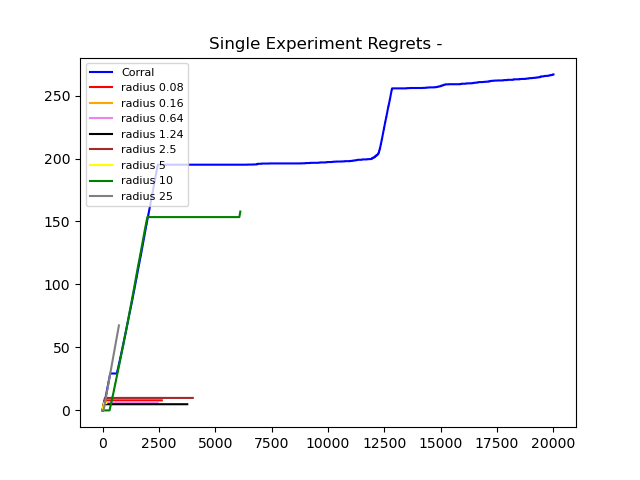 Single Experiment Regrets -
Corral
radius 0.08
radius 0.16
radius 0.64
radius 1.24
radius 2.5
radius 5
radius 10
radius 25
250
200
150
100
50
0
0 2500 5000 7500 10000 12500 15000 17500 20000